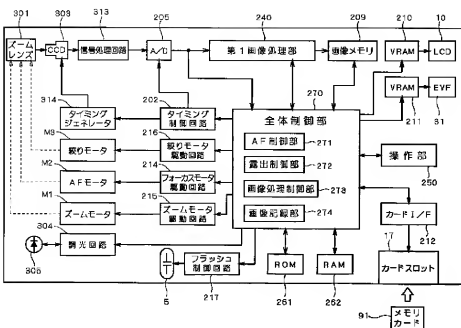 301
303
313
205
240
209
210
10
ズーム
レンズ
CCD
信号処理回路
A/D
第1画像処理部
画像メモリ
VRAM
LCD
VRAM
EVF
211
31
314
202
270
タイミング
ジェネレータ
タイミング
制御回路
全体制御部
M3
216
AF制御部
271
絞りモータ
絞りモータ
駆動回路
露出制御部
272
操作部
250
M2
214
AFモータ
フォーカスモータ
駆動回路
画像処理制御部
273
M1
215
ズームモータ
ズームモータ
駆動回路
画像記録部
274
カードI/F
212
304
調光回路
17
305
フラッシュ
制御回路
ROM
RAM
カードスロット
5
217
261
262
91
メモリ
カード